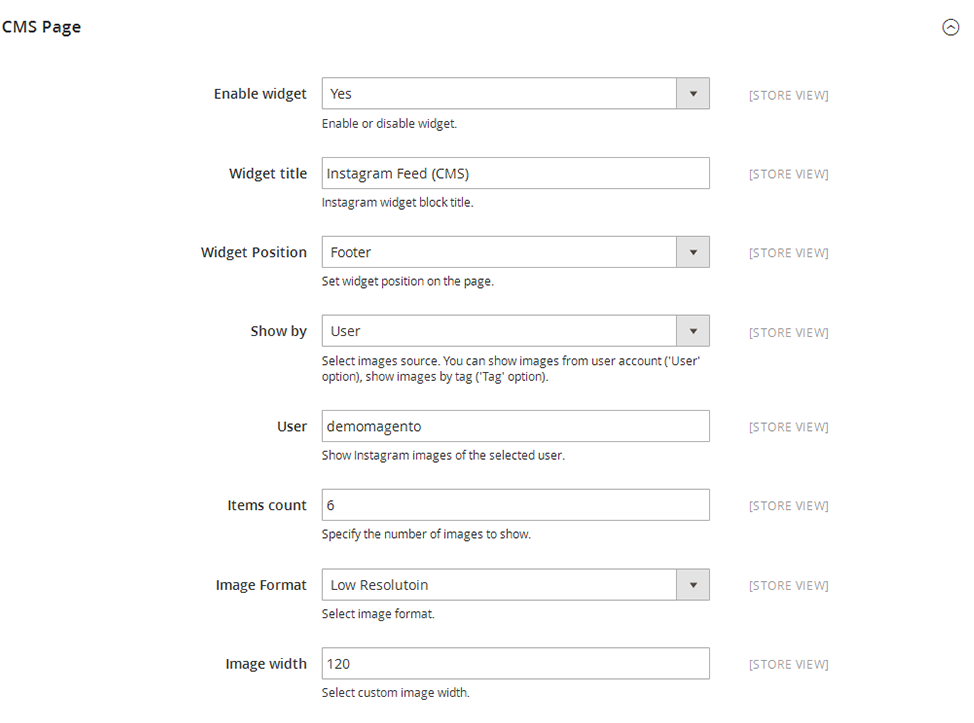 CMS Page
Enable widget Yes [STORE VIEW]
Enable or disable widget.
Widget title Instagram Feed (CMS) [STORE VIEW]
Instagram widget block title.
Widget Position Footer [STORE VIEW]
Set widget position on the page.
Show by User [STORE VIEW]
Select images source. You can show images from user account ('User'
option), show images by tag ('Tag' option).
User demomagento [STORE VIEW]
Show Instagram images of the selected user.
Items count 6 [STORE VIEW]
Specify the number of images to show.
Image Format Low Resolutoin [STORE VIEW]
Select image format.
Image width 120 [STORE VIEW]
Select custom image width.